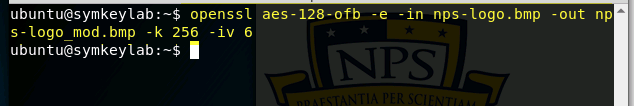 ubuntu@symkeylab:~$ openssl aes-128-ofb -e -in nps-logo.bmp -out np
s-logo_mod.bmp -k 256 -iv 6
ubuntu@symkeylab:~$
NPS
PRAESTANTIA PER SCIENTIAM